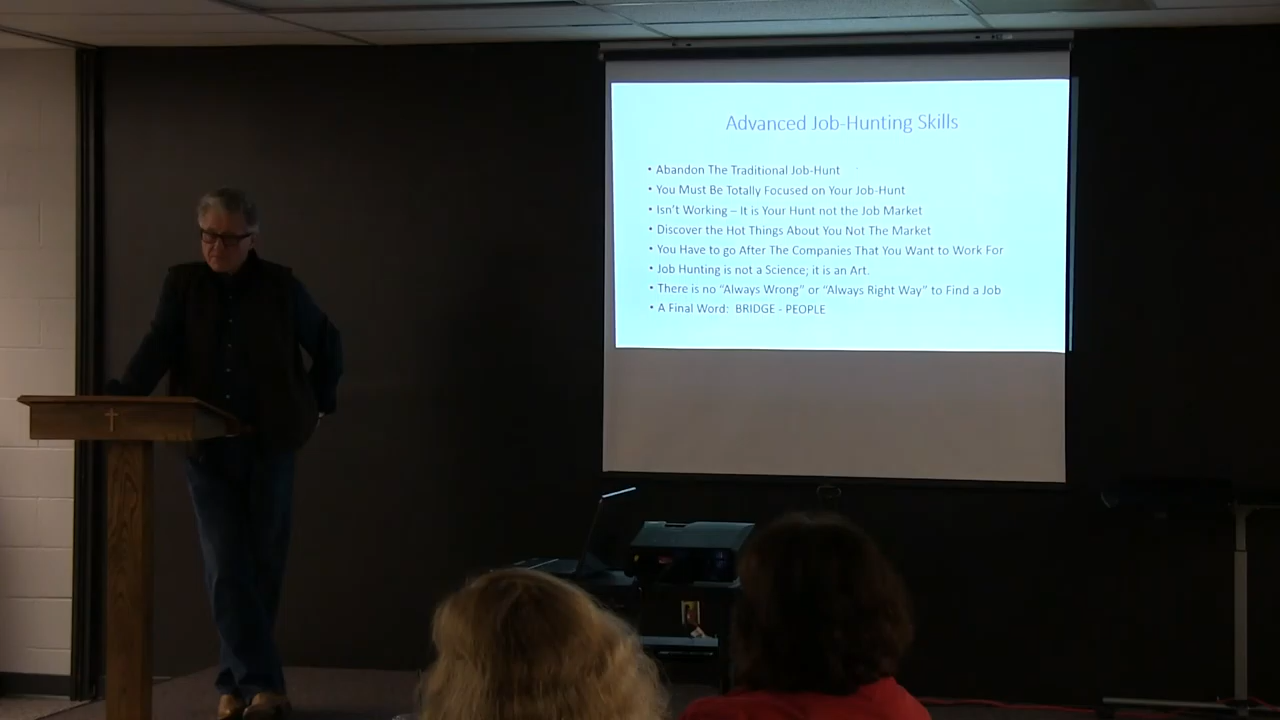 Advanced Job-Hunting Skills
• Abandon The Traditional Job-Hunt
• You Must Be Totally Focused on Your Job-Hunt
• Isn't Working – It is Your Hunt not the Job Market
• Discover the Hot Things About You Not The Market
• You Have to go After The Companies That You Want to Work For
• Job Hunting is not a Science; it is an Art.
• There is no “Always Wrong” or “Always Right Way” to Find a Job
• A Final Word:  BRIDGE - PEOPLE